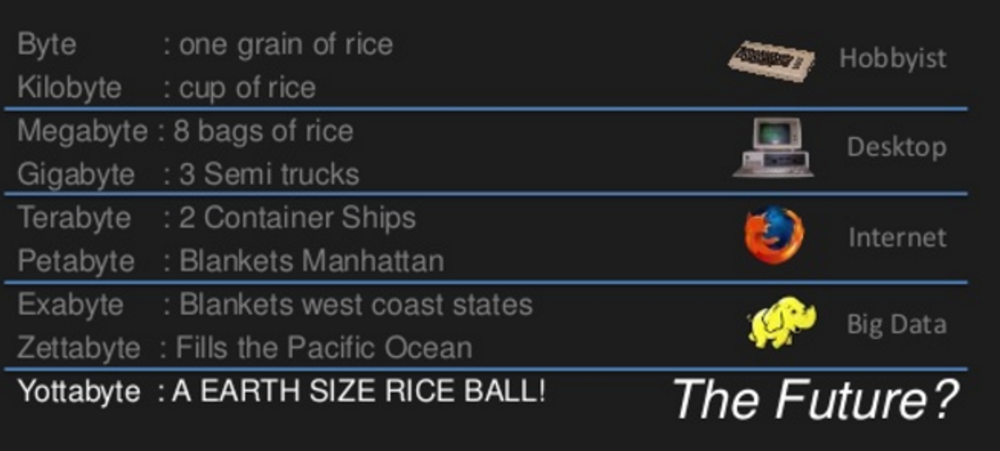 Byte : one grain of rice
Hobbyist
Kilobyte : cup of rice
Megabyte : 8 bags of rice
Desktop
Gigabyte : 3 Semi trucks
Terabyte : 2 Container Ships
Internet
Petabyte : Blankets Manhattan
Exabyte : Blankets west coast states
Big Data
Zettabyte : Fills the Pacific Ocean
Yottabyte : A EARTH SIZE RICE BALL!
The Future?